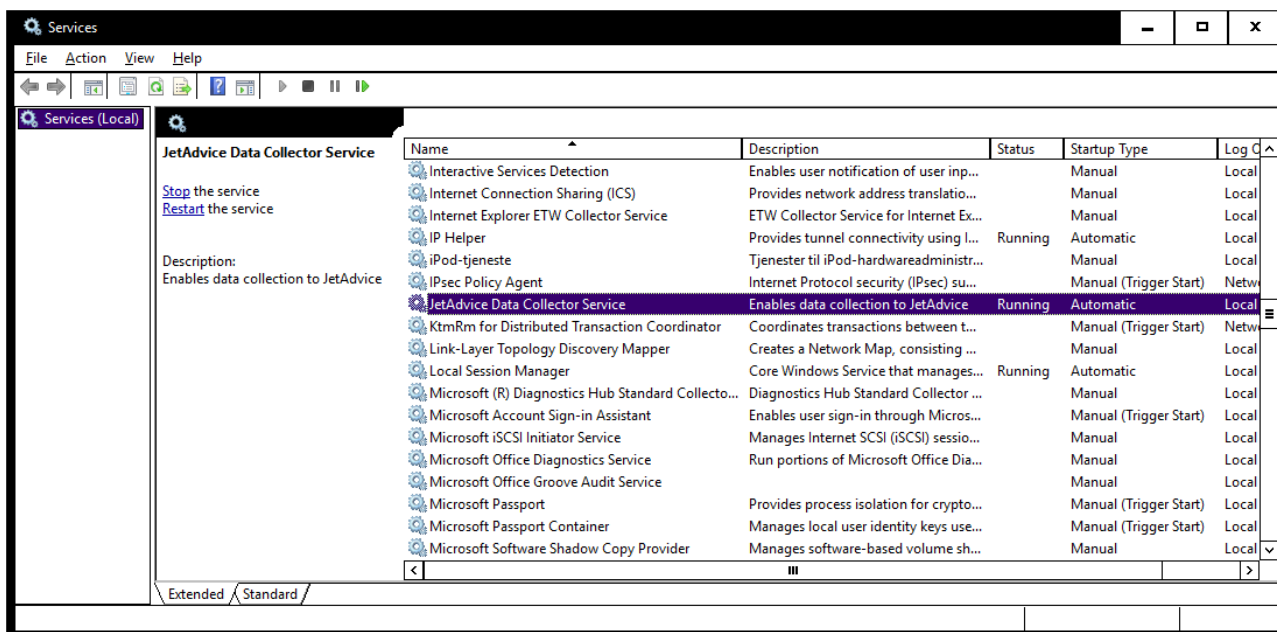 Services
File Action View Help
Services (Local)
JetAdvice Data Collector Service
Stop the service
Restart the service
Description:
Enables data collection to JetAdvice
Name Description Status Startup Type Log O
Interactive Services Detection Enables user notification of user inp... Manual Local
Internet Connection Sharing (ICS) Provides network address translatio... Manual Local
Internet Explorer ETW Collector Service ETW Collector Service for Internet Ex... Manual Local
IP Helper Provides tunnel connectivity using I... Running Automatic Local
iPod-tjeneste Tjenester til iPod-hardwareadministr... Manual Local
IPsec Policy Agent Internet Protocol security (IPsec) su... Manual (Trigger Start) Netw
JetAdvice Data Collector Service Enables data collection to JetAdvice Running Automatic Local
KtmRm for Distributed Transaction Coordinator Coordinates transactions between t... Manual (Trigger Start) Netw
Link-Layer Topology Discovery Mapper Creates a Network Map, consisting ... Manual Local
Local Session Manager Core Windows Service that manages... Running Automatic Local
Microsoft (R) Diagnostics Hub Standard Collecto... Diagnostics Hub Standard Collector ... Manual Local
Microsoft Account Sign-in Assistant Enables user sign-in through Micros... Manual (Trigger Start) Local
Microsoft iSCSI Initiator Service Manages Internet SCSI (iSCSI) sessio... Manual Local
Microsoft Office Diagnostics Service Run portions of Microsoft Office Dia... Manual Local
Microsoft Office Groove Audit Service Manual Local
Microsoft Passport Provides process isolation for crypto... Manual (Trigger Start) Local
Microsoft Passport Container Manages local user identity keys use... Manual (Trigger Start) Local
Microsoft Software Shadow Copy Provider Manages software-based volume sh... Manual Local
Extended Standard